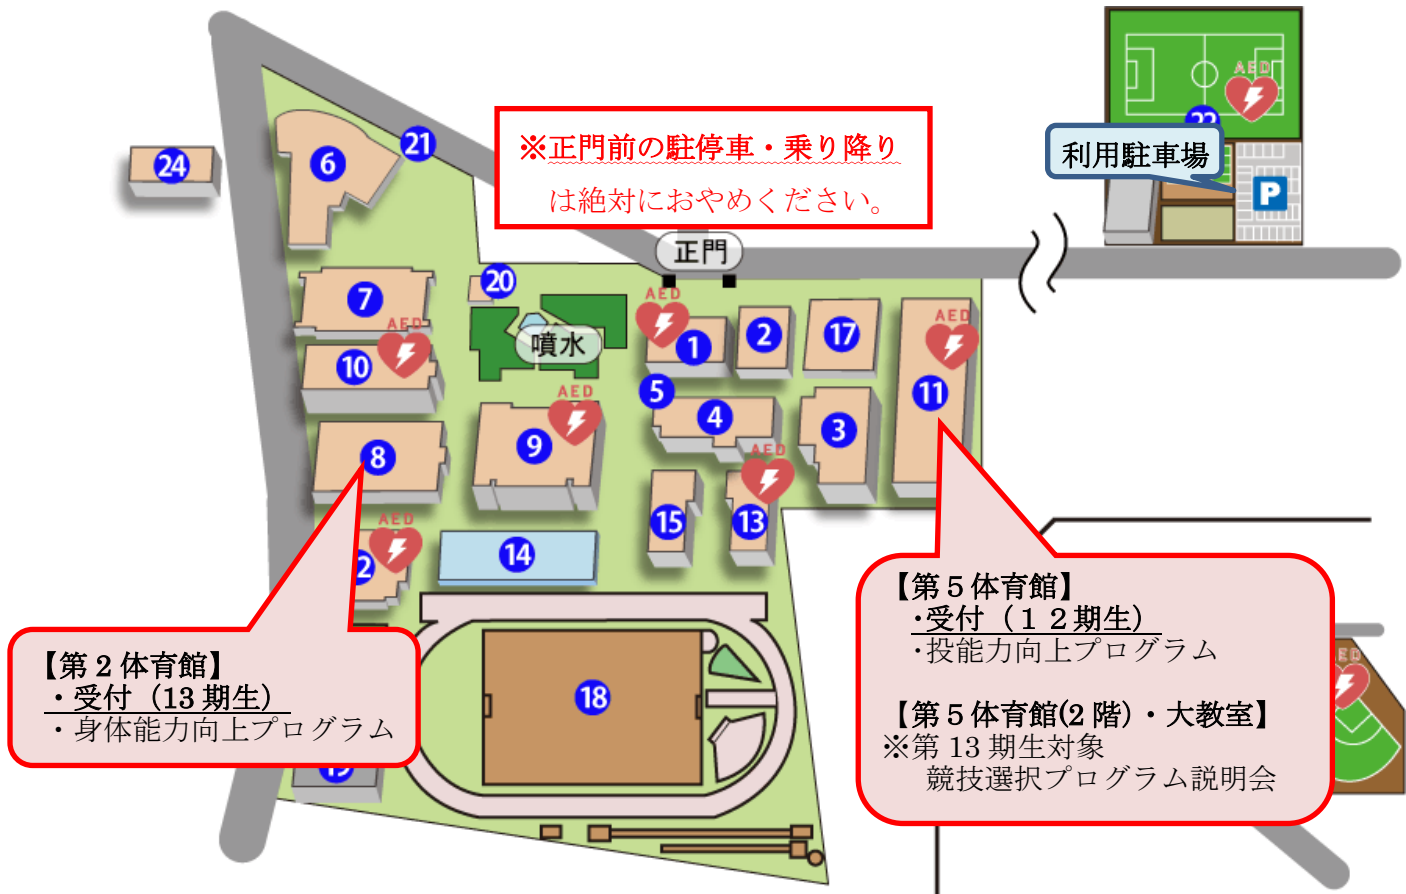 ※正門前の駐停車・乗り降り
は絶対におやめください。
利用駐車場
P
正門
噴水
AED
AED
AED
AED
AED
AED
AED
24
6
21
7
20
10
8
9
1
2
17
11
5
4
3
15
13
14
18
【第２体育館】
・受付（13 期生）
・身体能力向上プログラム
【第５体育館】
・受付（１２期生）
・投能力向上プログラム
【第５体育館(2 階)・大教室】
※第 13 期生対象
競技選択プログラム説明会